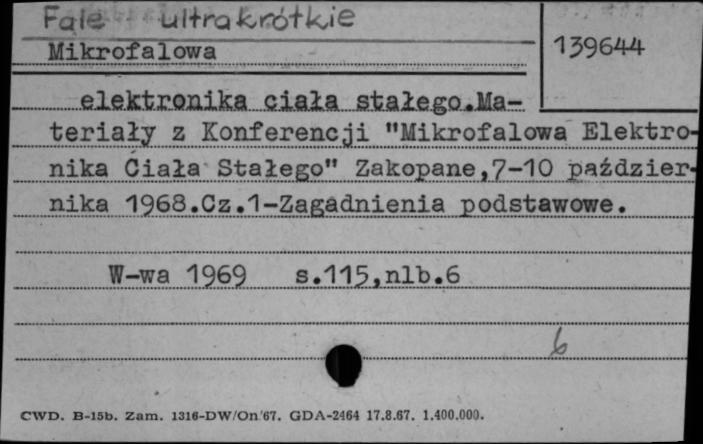 Fale ultrakrótkie
Mikrofalowa
139644
elektronika ciała stałego.Ma-
teriały z Konferencji "Mikrofalowa Elektro-
nika Ciała Stałego" Zakopane,7-10 paździer-
nika 1968.Cz.1-Zagadnienia podstawowe.
W-wa 1969 s.115,nlb.6
6
CWD. B-15b. Zam. 1316-DW/On/67. GDA-2464 17.8.67. 1.400.000.